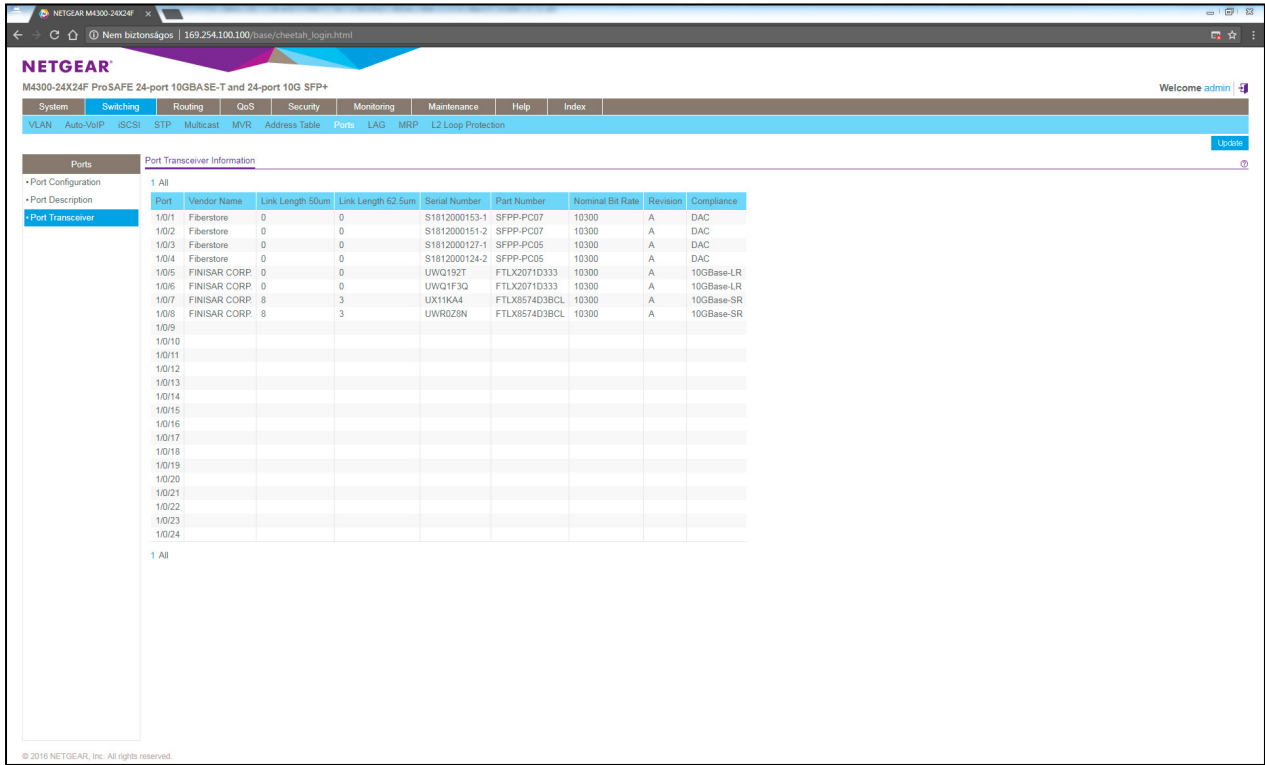 NETGEAR M4300-24X24F
Nem biztonságos | 169.254.100.100/base/cheetah_login.html
NETGEAR®
M4300-24X24F ProSAFE 24-port 10GBASE-T and 24-port 10G SFP+
Welcome admin
System Switching Routing QoS Security Monitoring Maintenance Help Index
VLAN Auto-VoIP iSCSI STP Multicast MVR Address Table Ports LAG MRP L2 Loop Protection
Update
Ports
• Port Configuration
• Port Description
• Port Transceiver
Port Transceiver Information
1 All
Port Vendor Name Link Length 50um Link Length 62.5um Serial Number Part Number Nominal Bit Rate Revision Compliance
1/0/1 Fiberstore 0 0 S1812000153-1 SFPP-PC07 10300 A DAC
1/0/2 Fiberstore 0 0 S1812000151-2 SFPP-PC07 10300 A DAC
1/0/3 Fiberstore 0 0 S1812000127-1 SFPP-PC05 10300 A DAC
1/0/4 Fiberstore 0 0 S1812000124-2 SFPP-PC05 10300 A DAC
1/0/5 FINISAR CORP. 0 0 UWQ192T FTLX2071D333 10300 A 10GBase-LR
1/0/6 FINISAR CORP. 0 0 UWQ1F3Q FTLX2071D333 10300 A 10GBase-LR
1/0/7 FINISAR CORP. 8 3 UX11KA4 FTLX8574D3BCL 10300 A 10GBase-SR
1/0/8 FINISAR CORP. 8 3 UWR0Z8N FTLX8574D3BCL 10300 A 10GBase-SR
1/0/9
1/0/10
1/0/11
1/0/12
1/0/13
1/0/14
1/0/15
1/0/16
1/0/17
1/0/18
1/0/19
1/0/20
1/0/21
1/0/22
1/0/23
1/0/24
1 All
© 2016 NETGEAR, Inc. All rights reserved.